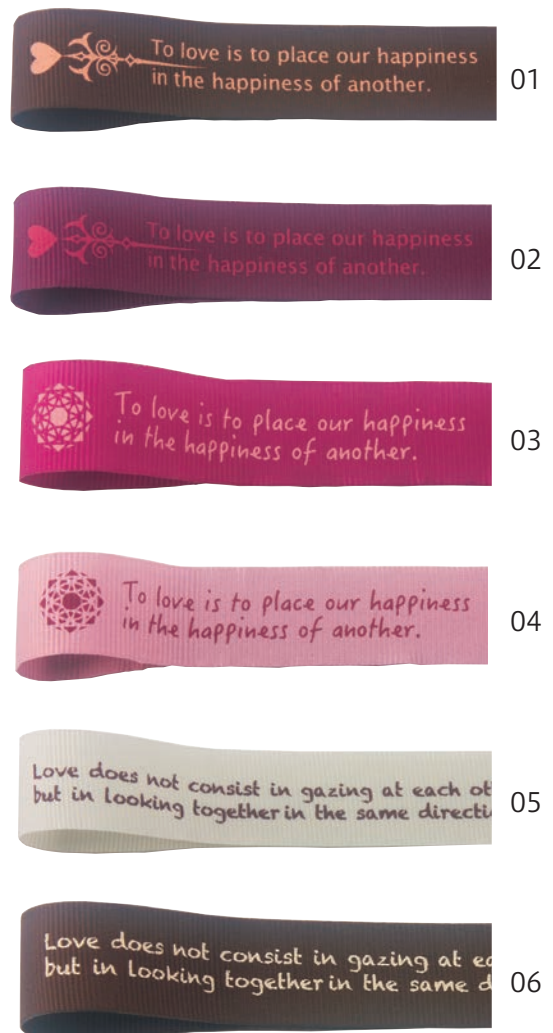 To love is to place our happiness
in the happiness of another.
01
To love is to place our happiness
in the happiness of another.
02
To love is to place our happiness
in the happiness of another.
03
To love is to place our happiness
in the happiness of another.
04
Love does not consist in gazing at each ot
but in looking together in the same directi
05
Love does not consist in gazing at ea
but in looking together in the same d
06